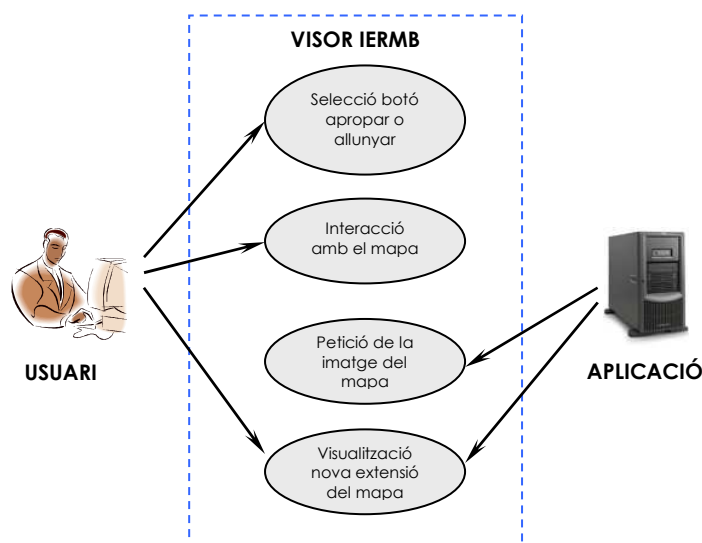 VISOR IERMB
Selecció botó
apropar o
allunyar
Interacció
amb el mapa
USUARI
Petició de la
imatge del
mapa
APLICACIÓ
Visualització
nova extensió
del mapa